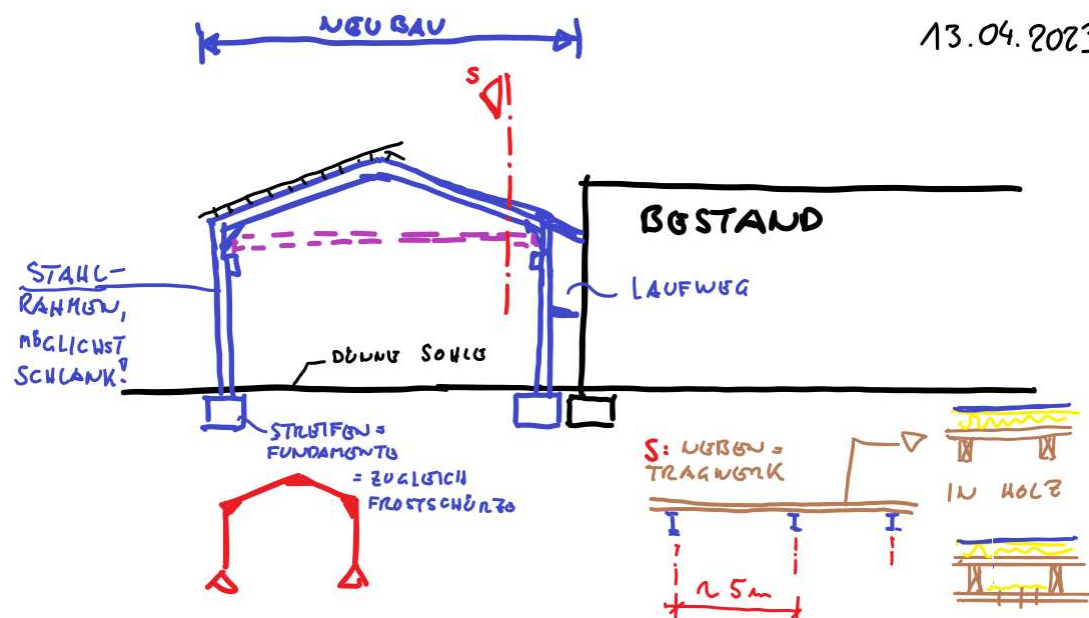 NEUBAU
13.04.2023
S
BESTAND
STAHL-
RAHMEN,
MÖGLICHST
SCHLANK!
LAUFWEG
DÜNNE SOHLE
STREIFEN=
FUNDAMENTE
= ZUGLEICH
FROSTSCHÜRZE
S: NEBEN=
TRAGWERK
IN HOLZ
~ 5m